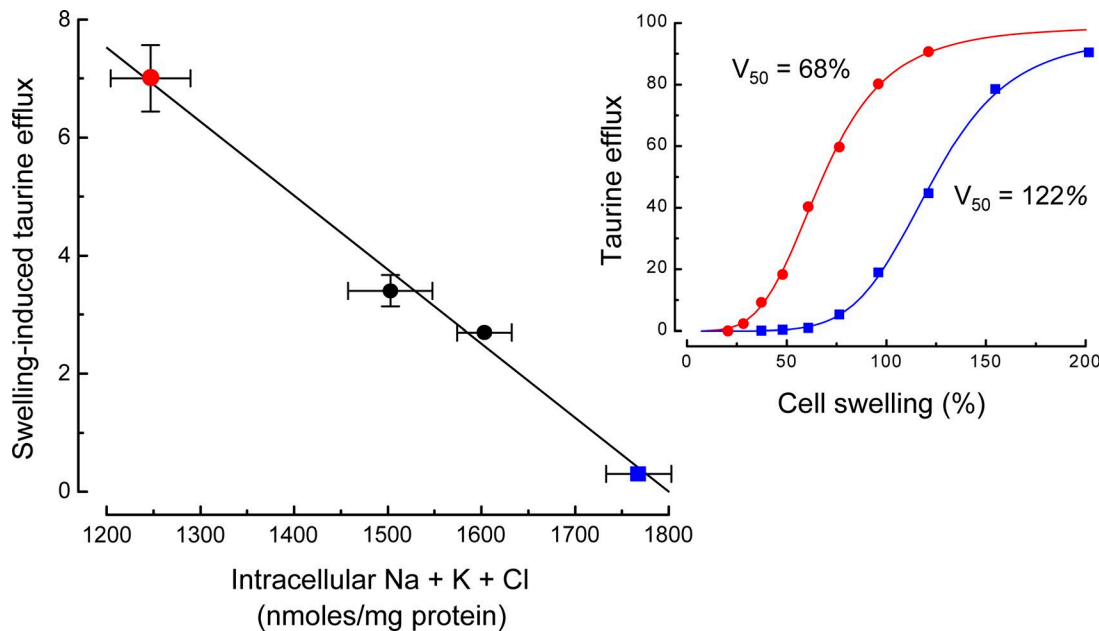 8
6
4
2
0
Swelling-induced taurine efflux
1200 1300 1400 1500 1600 1700 1800
Intracellular Na + K + Cl
(nmoles/mg protein)
100
80
60
40
20
0
Taurine efflux
V50 = 68%
V50 = 122%
0 50 100 150 200
Cell swelling (%)